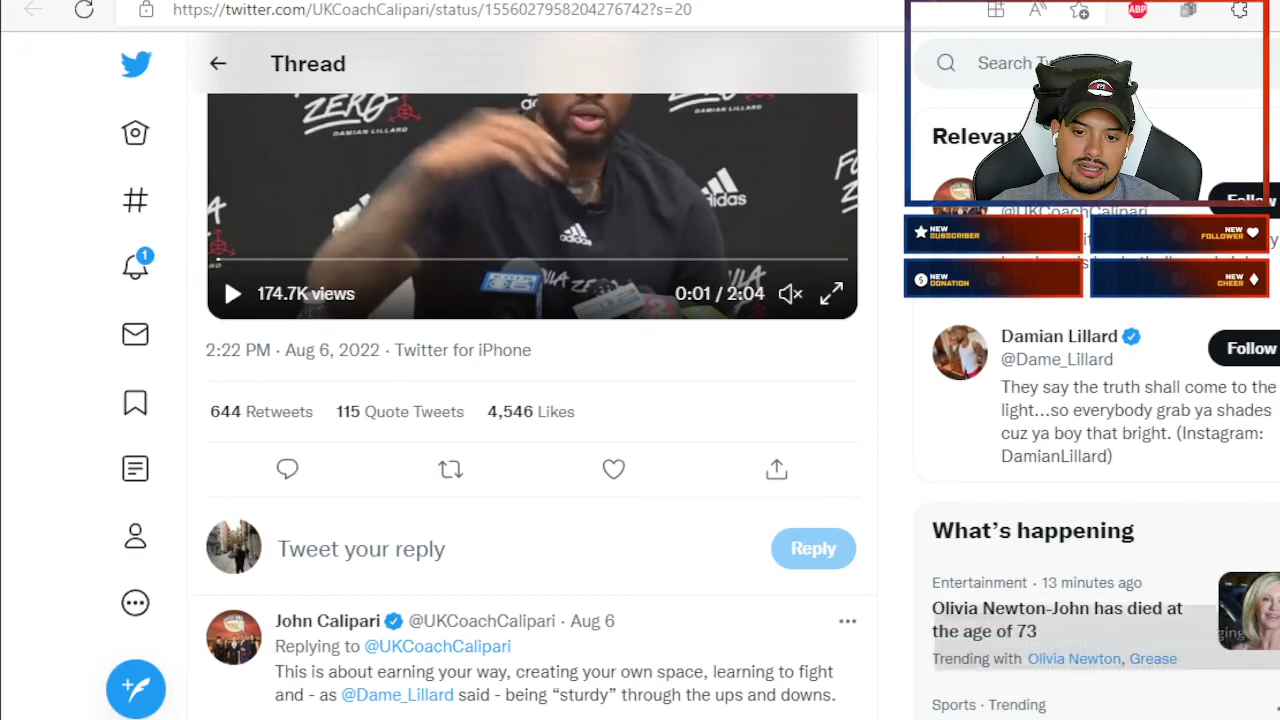 https://twitter.com/UKCoachCalipari/status/1556027958204276742?s=20
ABP
Thread
ZERO
DAMIAN LILLARD
adidas
adidas
174.7K views
0:01 / 2:04
2:22 PM · Aug 6, 2022 · Twitter for iPhone
644 Retweets 115 Quote Tweets 4,546 Likes
Tweet your reply
Reply
John Calipari @UKCoachCalipari · Aug 6
Replying to @UKCoachCalipari
This is about earning your way, creating your own space, learning to fight
and - as @Dame_Lillard said - being “sturdy” through the ups and downs.
1
Search
Relevan
Follow
@UKCoachCalipari
NEW SUBSCRIBER
NEW FOLLOWER
NEW DONATION
NEW CHEER
Damian Lillard
@Dame_Lillard
Follow
They say the truth shall come to the
light...so everybody grab ya shades
cuz ya boy that bright. (Instagram:
DamianLillard)
What’s happening
Entertainment · 13 minutes ago
Olivia Newton-John has died at
the age of 73
Trending with Olivia Newton, Grease
Sports · Trending